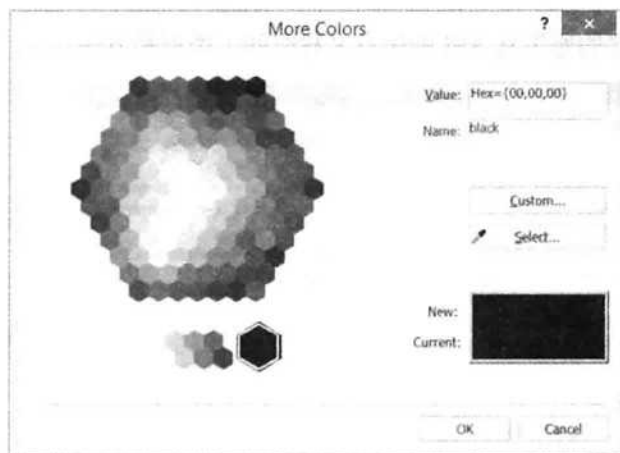 More Colors
? ×
Value: Hex={00,00,00}
Name: black
Custom...
Select...
New:
Current:
OK Cancel